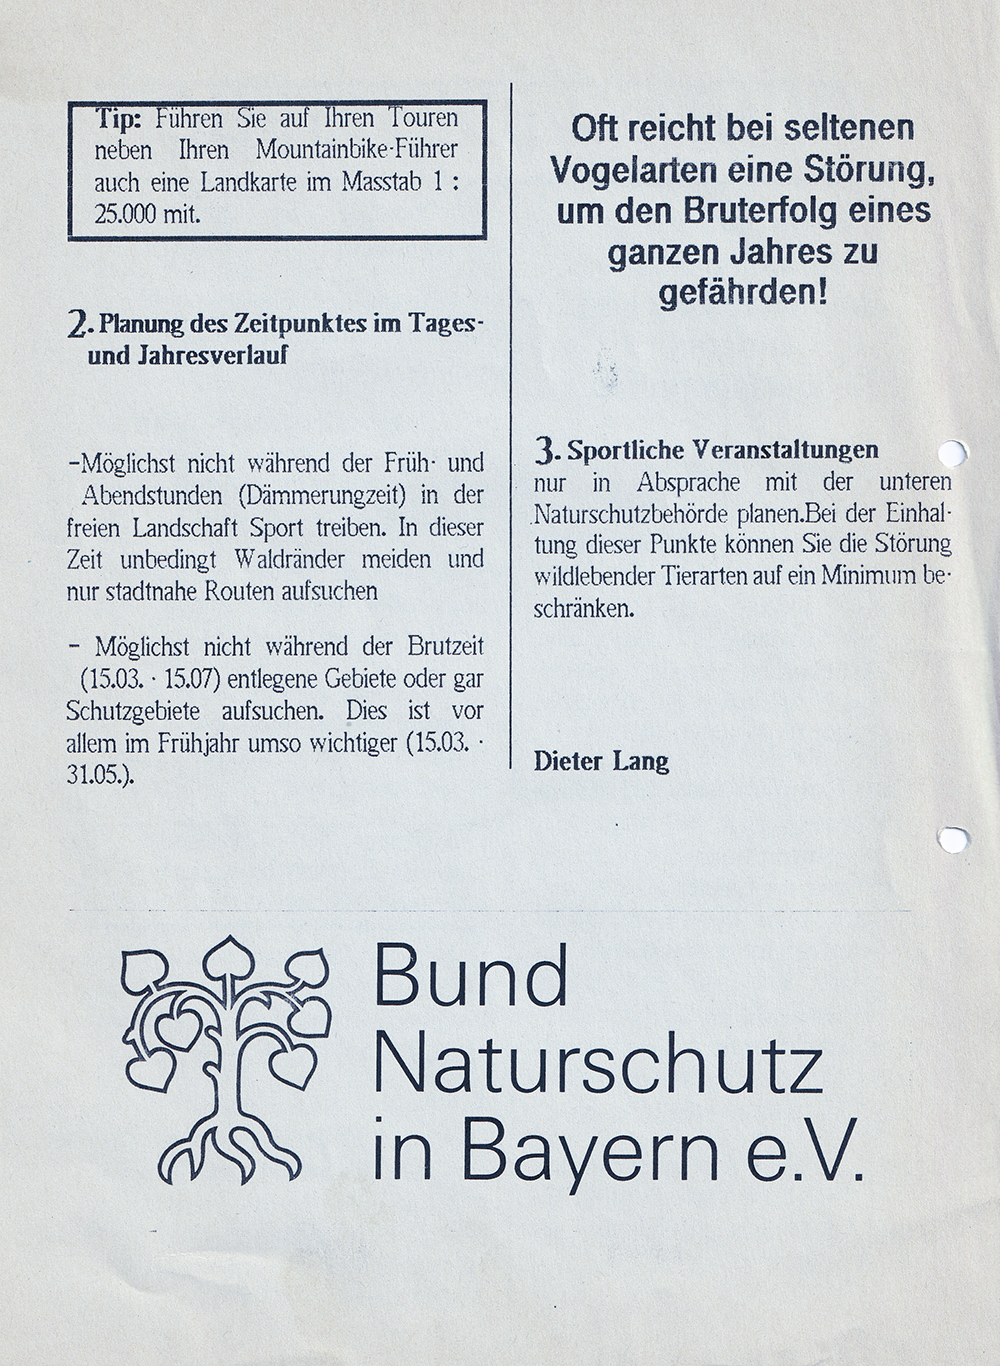 Tip: Führen Sie auf Ihren Touren
neben Ihren Mountainbike-Führer
auch eine Landkarte im Masstab 1 :
25.000 mit.
2. Planung des Zeitpunktes im Tages-
und Jahresverlauf
-Möglichst nicht während der Früh- und
Abendstunden (Dämmerungzeit) in der
freien Landschaft Sport treiben. In dieser
Zeit unbedingt Waldränder meiden und
nur stadtnahe Routen aufsuchen
- Möglichst nicht während der Brutzeit
(15.03. - 15.07) entlegene Gebiete oder gar
Schutzgebiete aufsuchen. Dies ist vor
allem im Frühjahr umso wichtiger (15.03. -
31.05.).
Oft reicht bei seltenen
Vogelarten eine Störung,
um den Bruterfolg eines
ganzen Jahres zu
gefährden!
3. Sportliche Veranstaltungen
nur in Absprache mit der unteren
Naturschutzbehörde planen.Bei der Einhal-
tung dieser Punkte können Sie die Störung
wildlebender Tierarten auf ein Minimum be-
schränken.
Dieter Lang
Bund
Naturschutz
in Bayern e.V.